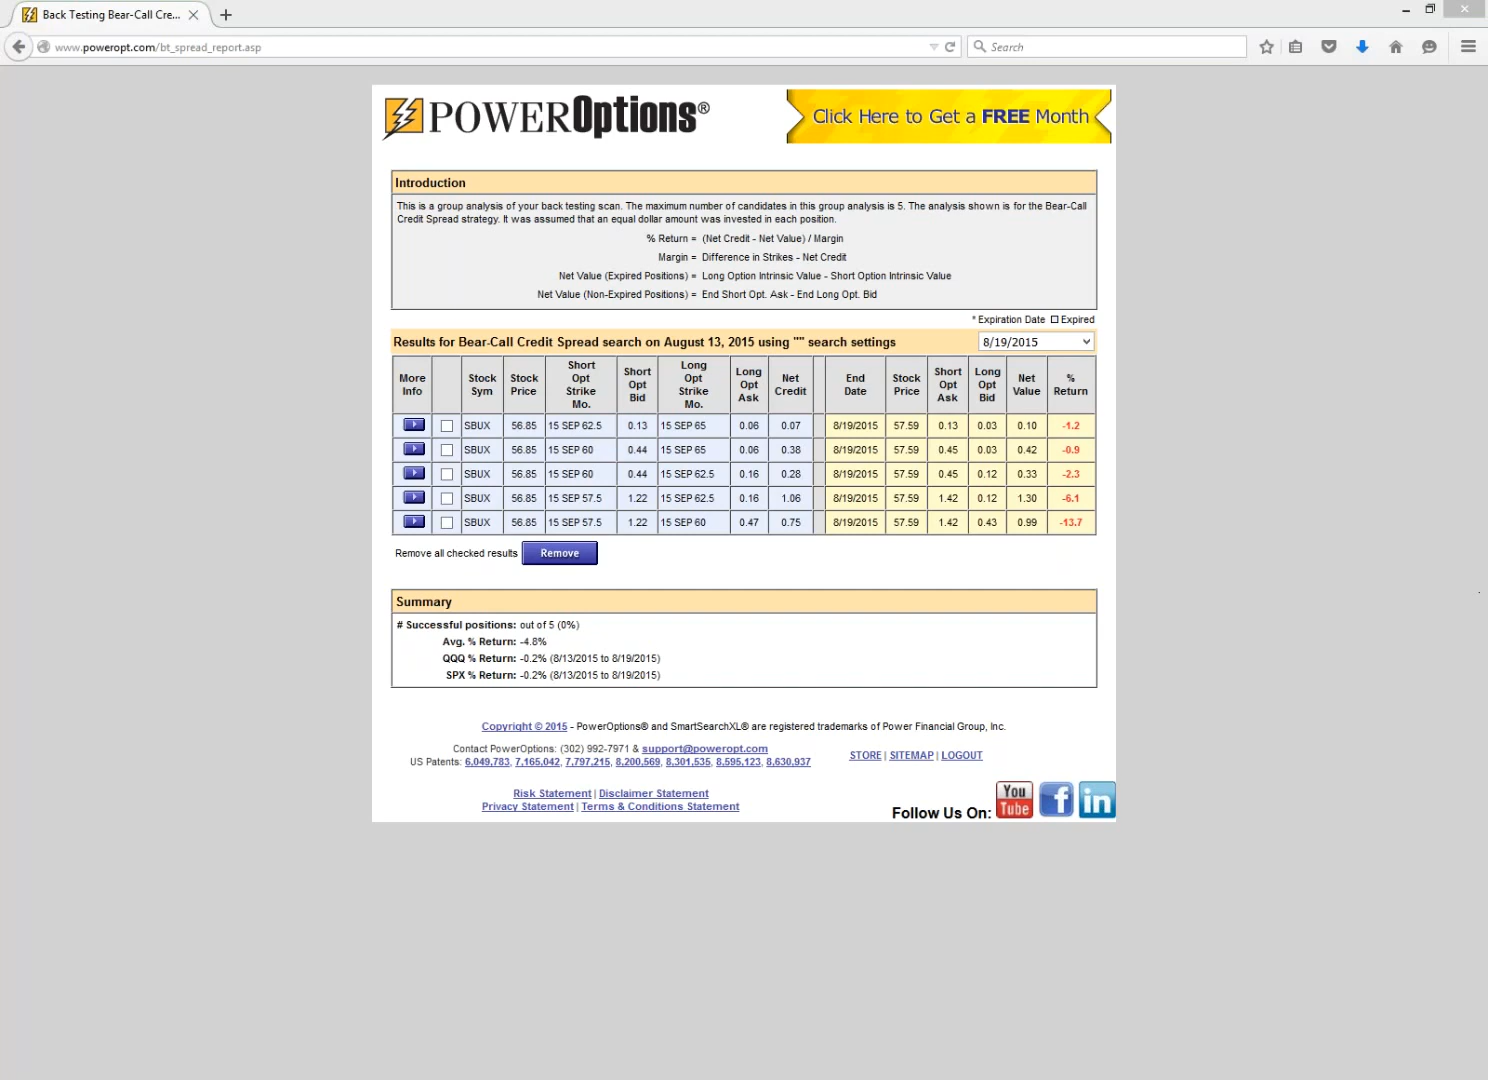 Back Testing Bear-Call Cre...
www.poweropt.com/bt_spread_report.asp
Search
POWEROptions®
Click Here to Get a FREE Month
Introduction
This is a group analysis of your back testing scan. The maximum number of candidates in this group analysis is 5. The analysis shown is for the Bear-Call
Credit Spread strategy. It was assumed that an equal dollar amount was invested in each position.
% Return = (Net Credit - Net Value) / Margin
Margin = Difference in Strikes - Net Credit
Net Value (Expired Positions) = Long Option Intrinsic Value - Short Option Intrinsic Value
Net Value (Non-Expired Positions) = End Short Opt. Ask - End Long Opt. Bid
* Expiration Date Expired
Results for Bear-Call Credit Spread search on August 13, 2015 using "" search settings 8/19/2015
More Info Stock Sym Stock Price Short Opt Strike Mo. Short Opt Bid Long Opt Strike Mo. Long Opt Ask Net Credit End Date Stock Price Short Opt Ask Long Opt Bid Net Value % Return
SBUX 56.85 15 SEP 62.5 0.13 15 SEP 65 0.06 0.07 8/19/2015 57.59 0.13 0.03 0.10 -1.2
SBUX 56.85 15 SEP 60 0.44 15 SEP 65 0.06 0.38 8/19/2015 57.59 0.45 0.03 0.42 -0.9
SBUX 56.85 15 SEP 60 0.44 15 SEP 62.5 0.16 0.28 8/19/2015 57.59 0.45 0.12 0.33 -2.3
SBUX 56.85 15 SEP 57.5 1.22 15 SEP 62.5 0.16 1.06 8/19/2015 57.59 1.42 0.12 1.30 -6.1
SBUX 56.85 15 SEP 57.5 1.22 15 SEP 60 0.47 0.75 8/19/2015 57.59 1.42 0.43 0.99 -13.7
Remove all checked results Remove
Summary
# Successful positions: out of 5 (0%)
Avg. % Return: -4.8%
QQQ % Return: -0.2% (8/13/2015 to 8/19/2015)
SPX % Return: -0.2% (8/13/2015 to 8/19/2015)
Copyright © 2015 - PowerOptions® and SmartSearchXL® are registered trademarks of Power Financial Group, Inc.
Contact PowerOptions: (302) 992-7971 & support@poweropt.com
US Patents: 6,049,783, 7,165,042, 7,797,215, 8,200,569, 8,301,535, 8,595,123, 8,630,937
STORE | SITEMAP | LOGOUT
Risk Statement | Disclaimer Statement
Privacy Statement | Terms & Conditions Statement
Follow Us On: You Tube f in